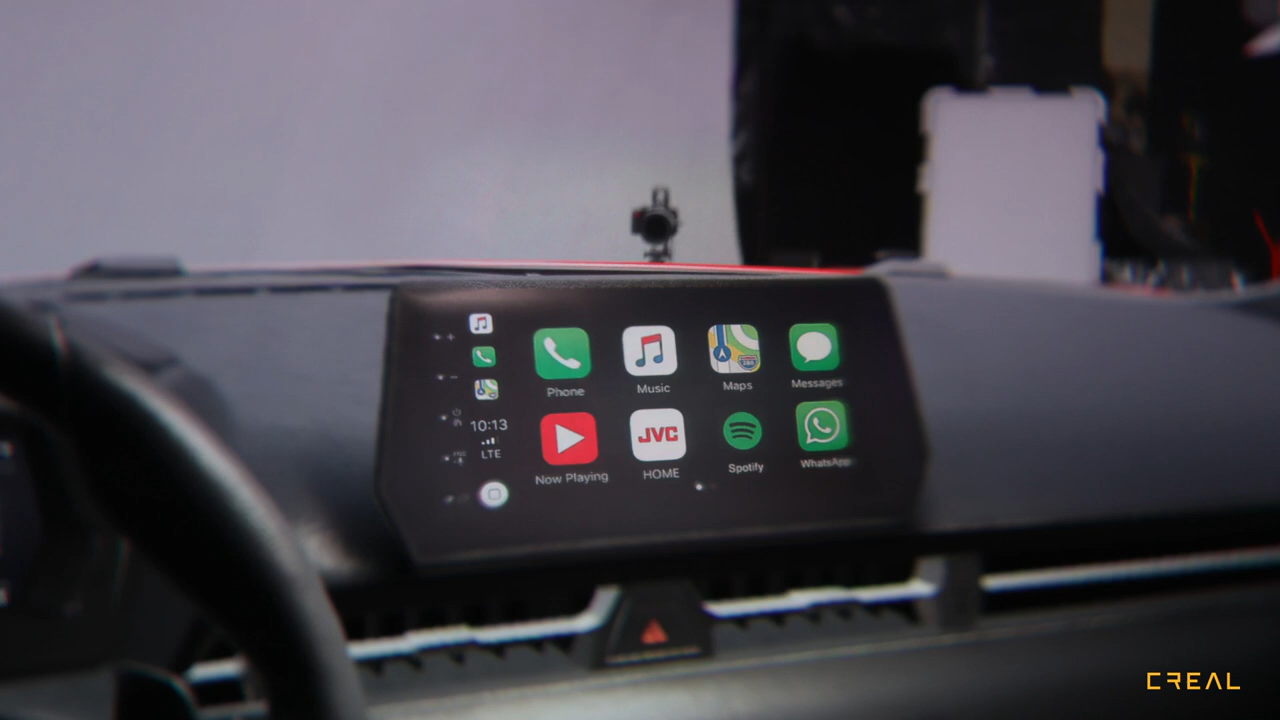 Phone
Music
Maps
Messages
10:13
LTE
JVC
Now Playing
HOME
Spotify
WhatsApp
CREAL